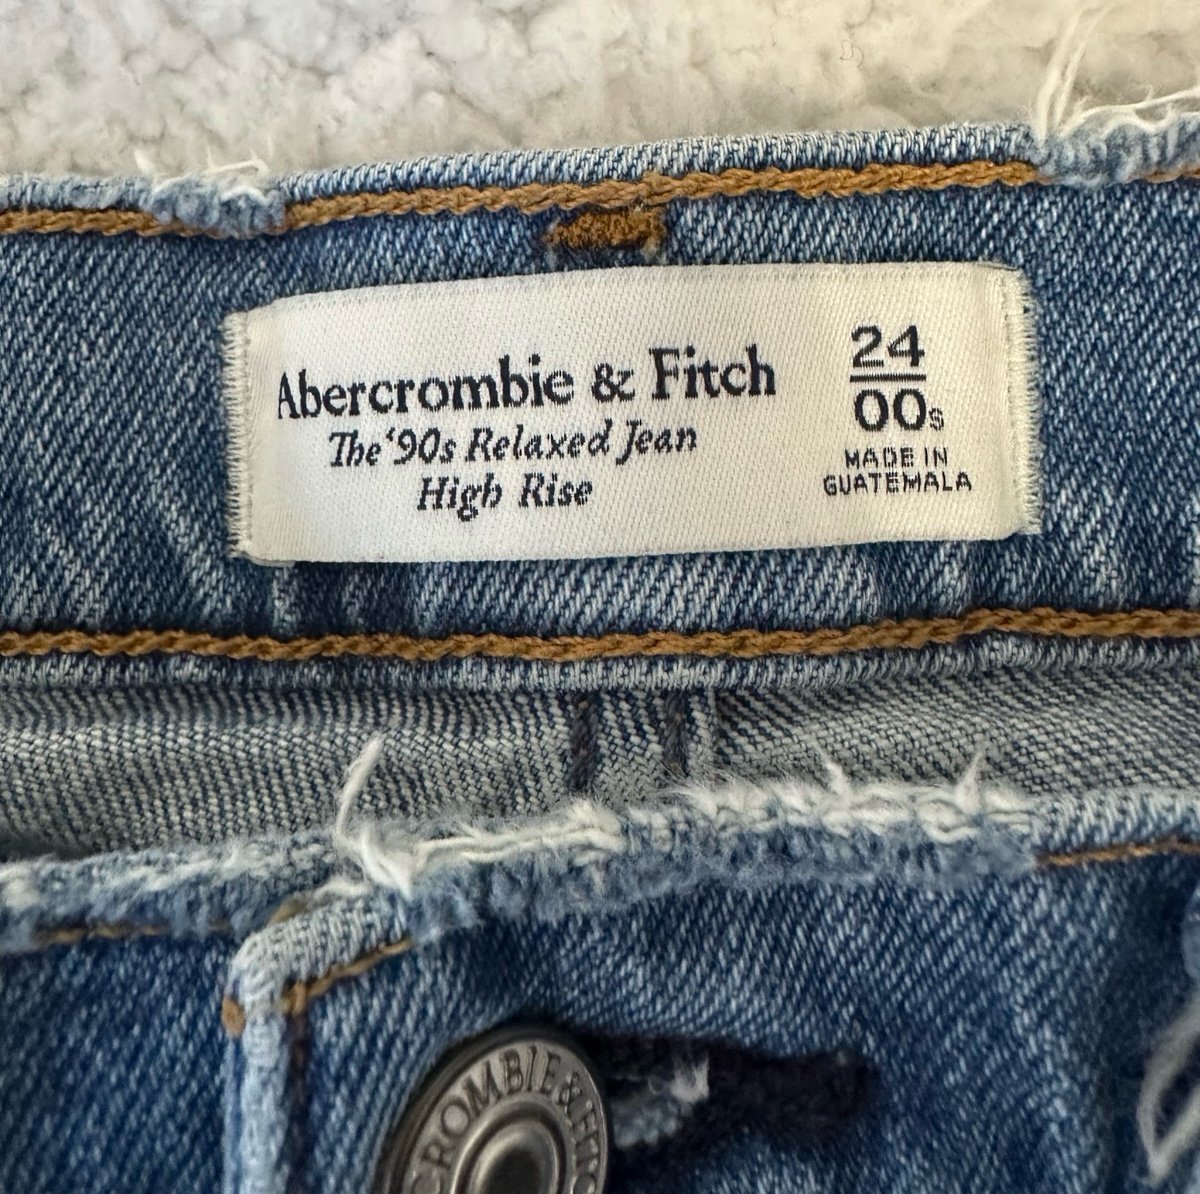 Abercrombie & Fitch
The '90s Relaxed Jean
High Rise
24
00s
MADE IN
GUATEMALA
CROMBIE & FITC